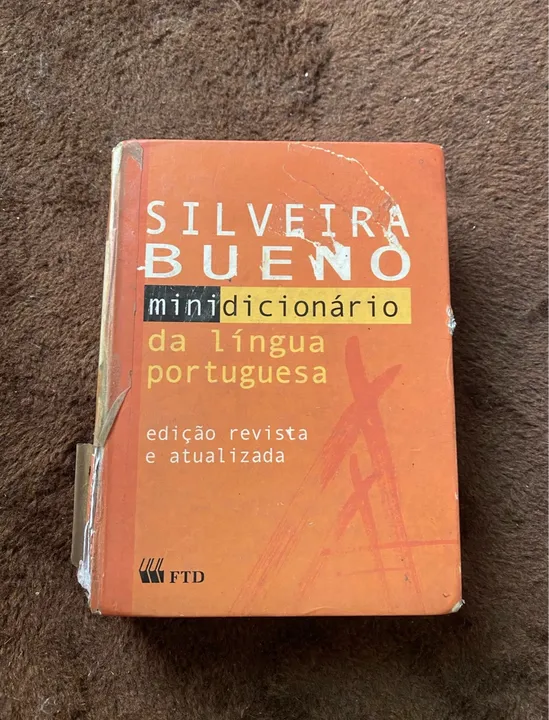 SILVEIRA
BUENO
minidicionário
da língua
portuguesa
edição revista
e atualizada
FTD